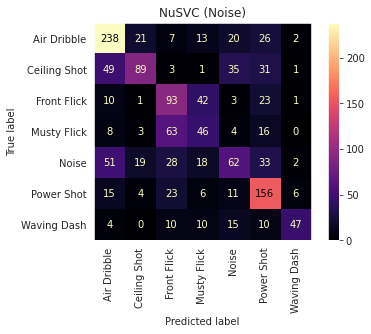 NuSVC (Noise)
True label
Air Dribble 238 21 7 13 20 26 2
Ceiling Shot 49 89 3 1 35 31 1
Front Flick 10 1 93 42 3 23 1
Musty Flick 8 3 63 46 4 16 0
Noise 51 19 28 18 62 33 2
Power Shot 15 4 23 6 11 156 6
Waving Dash 4 0 10 10 15 10 47
Air Dribble Ceiling Shot Front Flick Musty Flick Noise Power Shot Waving Dash
Predicted label
200
150
100
50
0